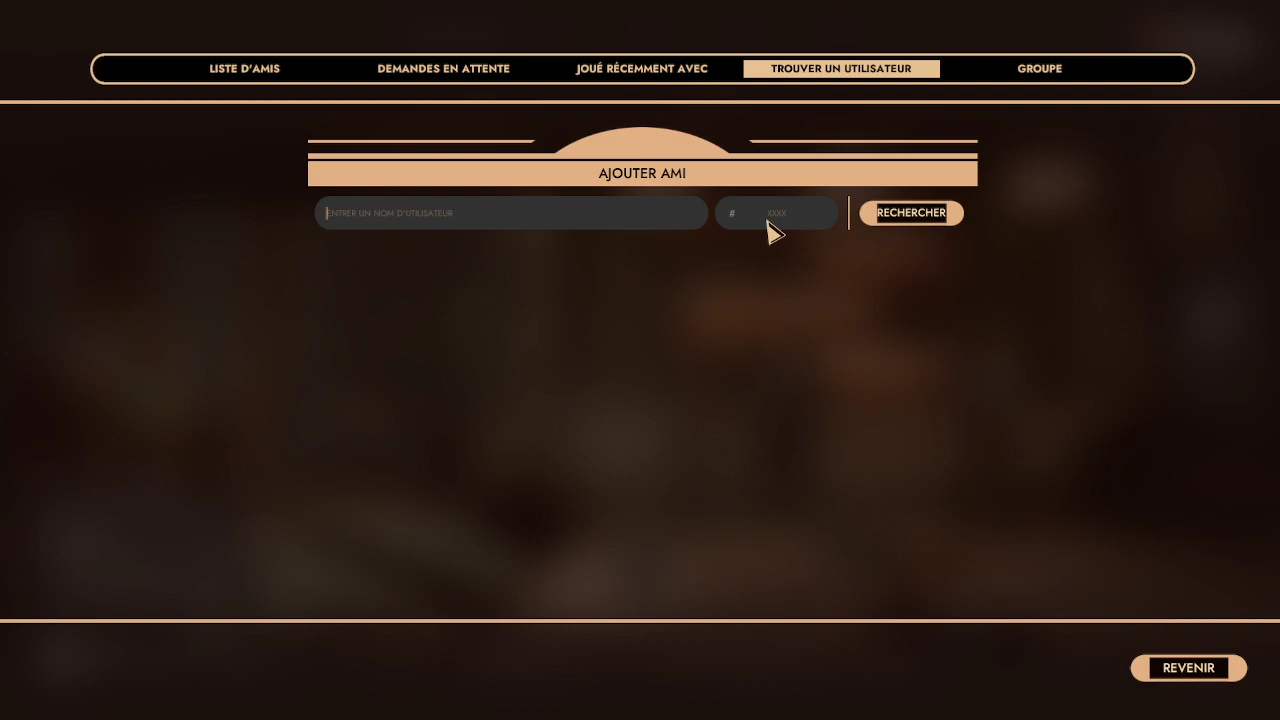 LISTE D'AMIS
DEMANDES EN ATTENTE
JOUÉ RÉCEMMENT AVEC
TROUVER UN UTILISATEUR
GROUPE
AJOUTER AMI
ENTRER UN NOM D'UTILISATEUR
# XXXX
RECHERCHER
REVENIR